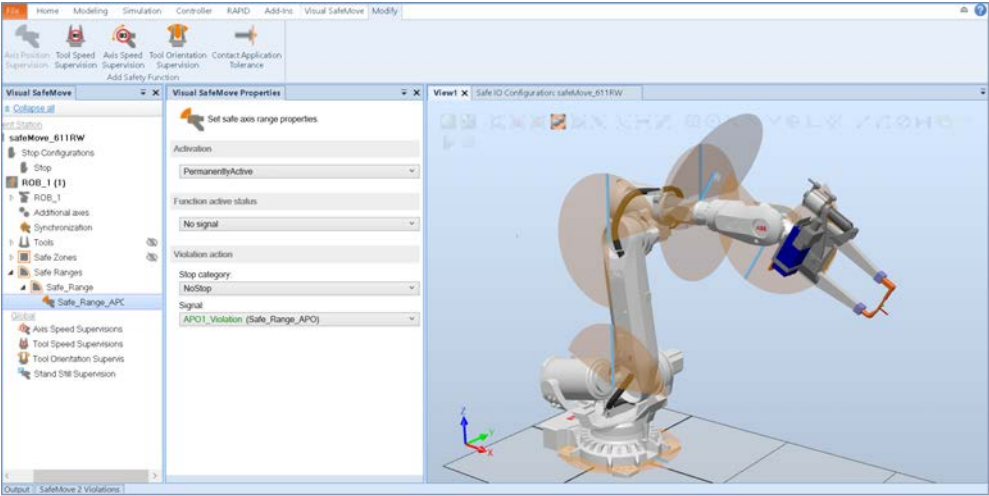 File Home Modeling Simulation Controller RAPID Add-Ins Visual SafeMove Modify
Axis Position Tool Speed Axis Speed Tool Orientation Contact Application
Supervision Supervision Supervision Supervision Tolerance
Add Safety Function
Visual SafeMove
Collapse all
ent Station
safeMove_611RW
Stop Configurations
Stop
ROB_1 (1)
ROB_1
Additional axes
Synchronization
Tools
Safe Zones
Safe Ranges
Safe_Range
Safe_Range_APC
Global
Axis Speed Supervisions
Tool Speed Supervisions
Tool Orientation Supervis
Stand Still Supervision
Visual SafeMove Properties
Set safe axis range properties.
Activation
PermanentlyActive
Function active status
No signal
Violation action
Stop category:
NoStop
Signal:
APO1_Violation (Safe_Range_APO)
View1 Safe IO Configuration: safeMove_611RW
ABB
Z
Y
X
Output SafeMove 2 Violations